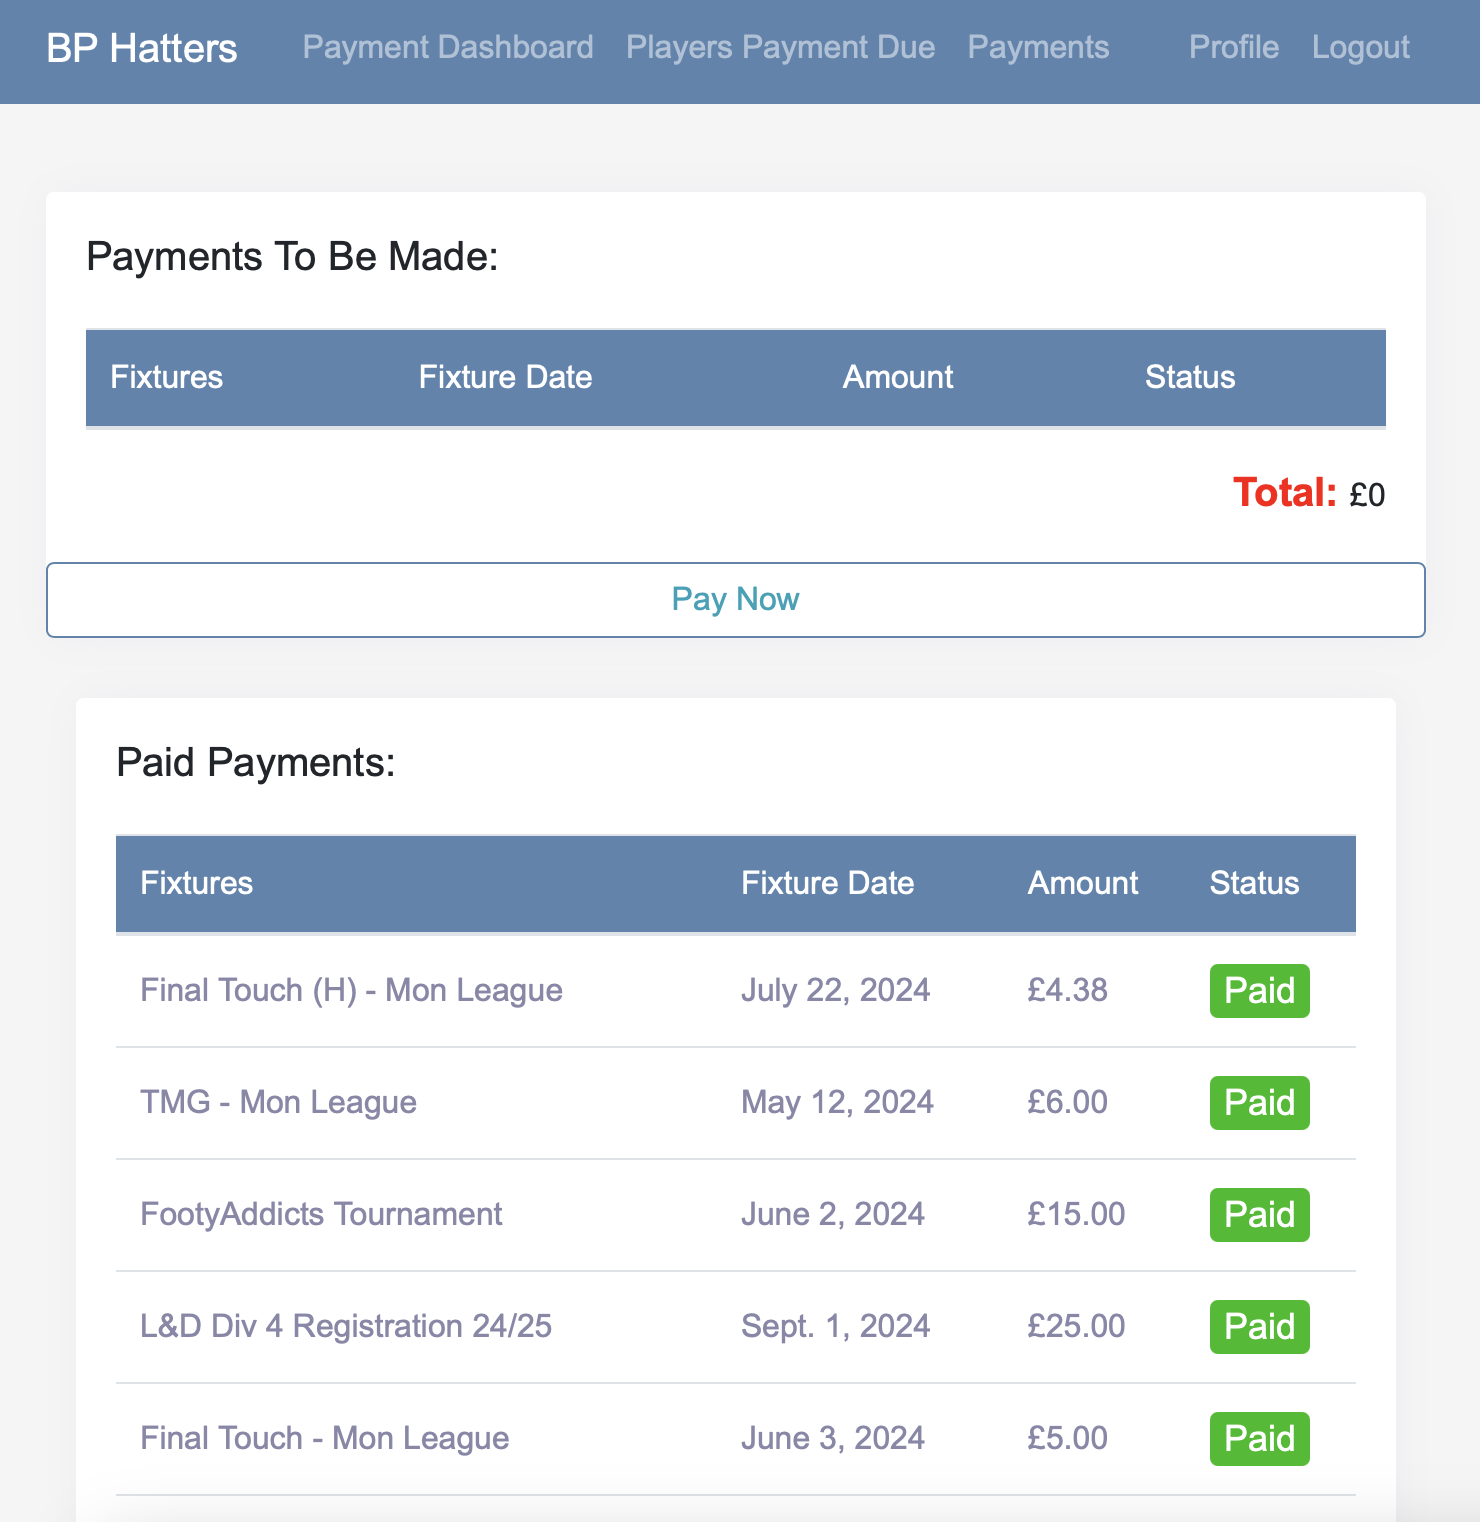 BP Hatters Payment Dashboard Players Payment Due Payments Profile Logout
Payments To Be Made:
Fixtures Fixture Date Amount Status
Total: £0
Pay Now
Paid Payments:
Fixtures Fixture Date Amount Status
Final Touch (H) - Mon League July 22, 2024 £4.38 Paid
TMG - Mon League May 12, 2024 £6.00 Paid
FootyAddicts Tournament June 2, 2024 £15.00 Paid
L&D Div 4 Registration 24/25 Sept. 1, 2024 £25.00 Paid
Final Touch - Mon League June 3, 2024 £5.00 Paid